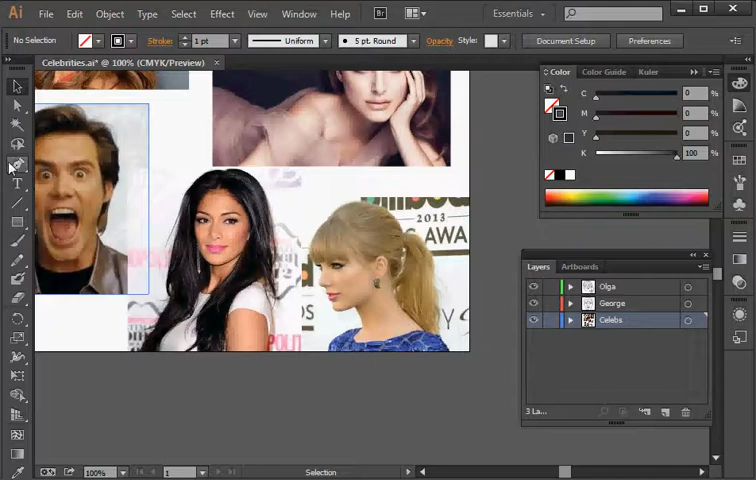 Ai File Edit Object Type Select Effect View Window Help Br Essentials
No Selection Stroke: 1 pt Uniform 5 pt. Round Opacity Style: Document Setup Preferences
Celebrities.ai* @ 100% (CMYK/Preview) ×
Color Color Guide Kuler
C 0 %
M 0 %
Y 0 %
K 100 %
2013
AWA
Layers Artboards
Olga
George
Celebs
3 La...
100% 1 Selection